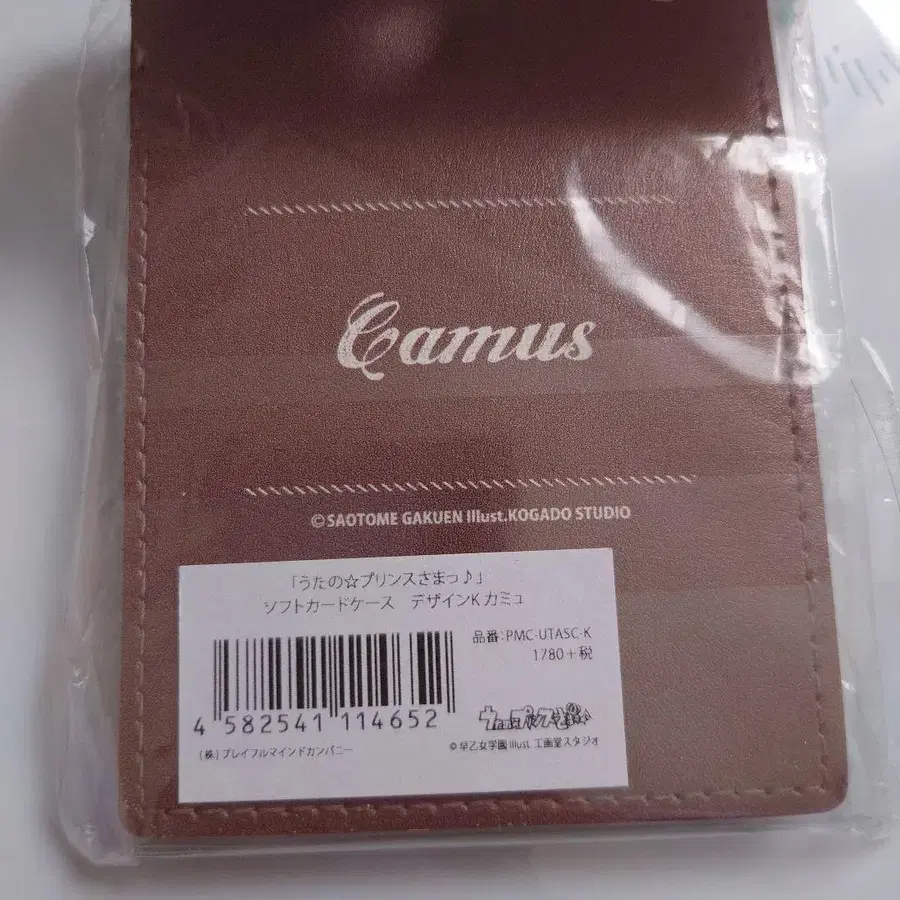 Camus
©SAOTOME GAKUEN Illust.KOGADO STUDIO
「うたの☆プリンスさまっ♪」
ソフトカードケース　デザインK カミュ
品番：PMC-UTASC-K
1780＋税
4 582541 114652
(株)プレイフルマインドカンパニー
©早乙女学園 Illust 工画堂スタジオ